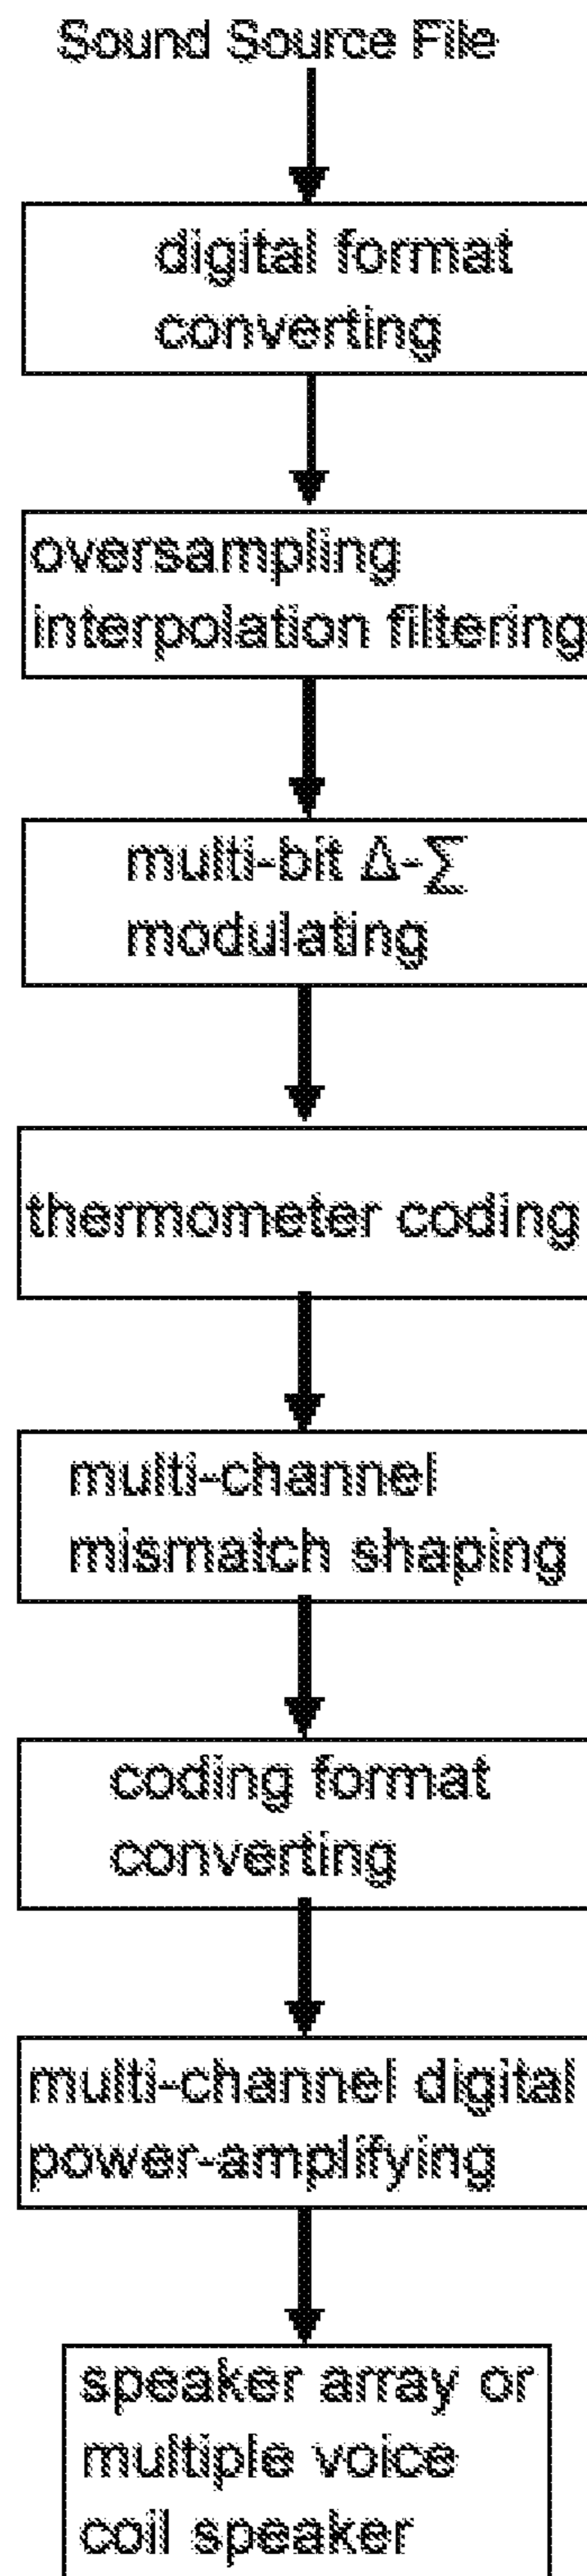 Sound Source File
digital format
converting
oversampling
interpolation filtering
multi-bit Δ-∑
modulating
thermometer coding
multi-channel
mismatch shaping
coding format
converting
multi-channel digital
power-amplifying
speaker array or
multiple voice
coil speaker